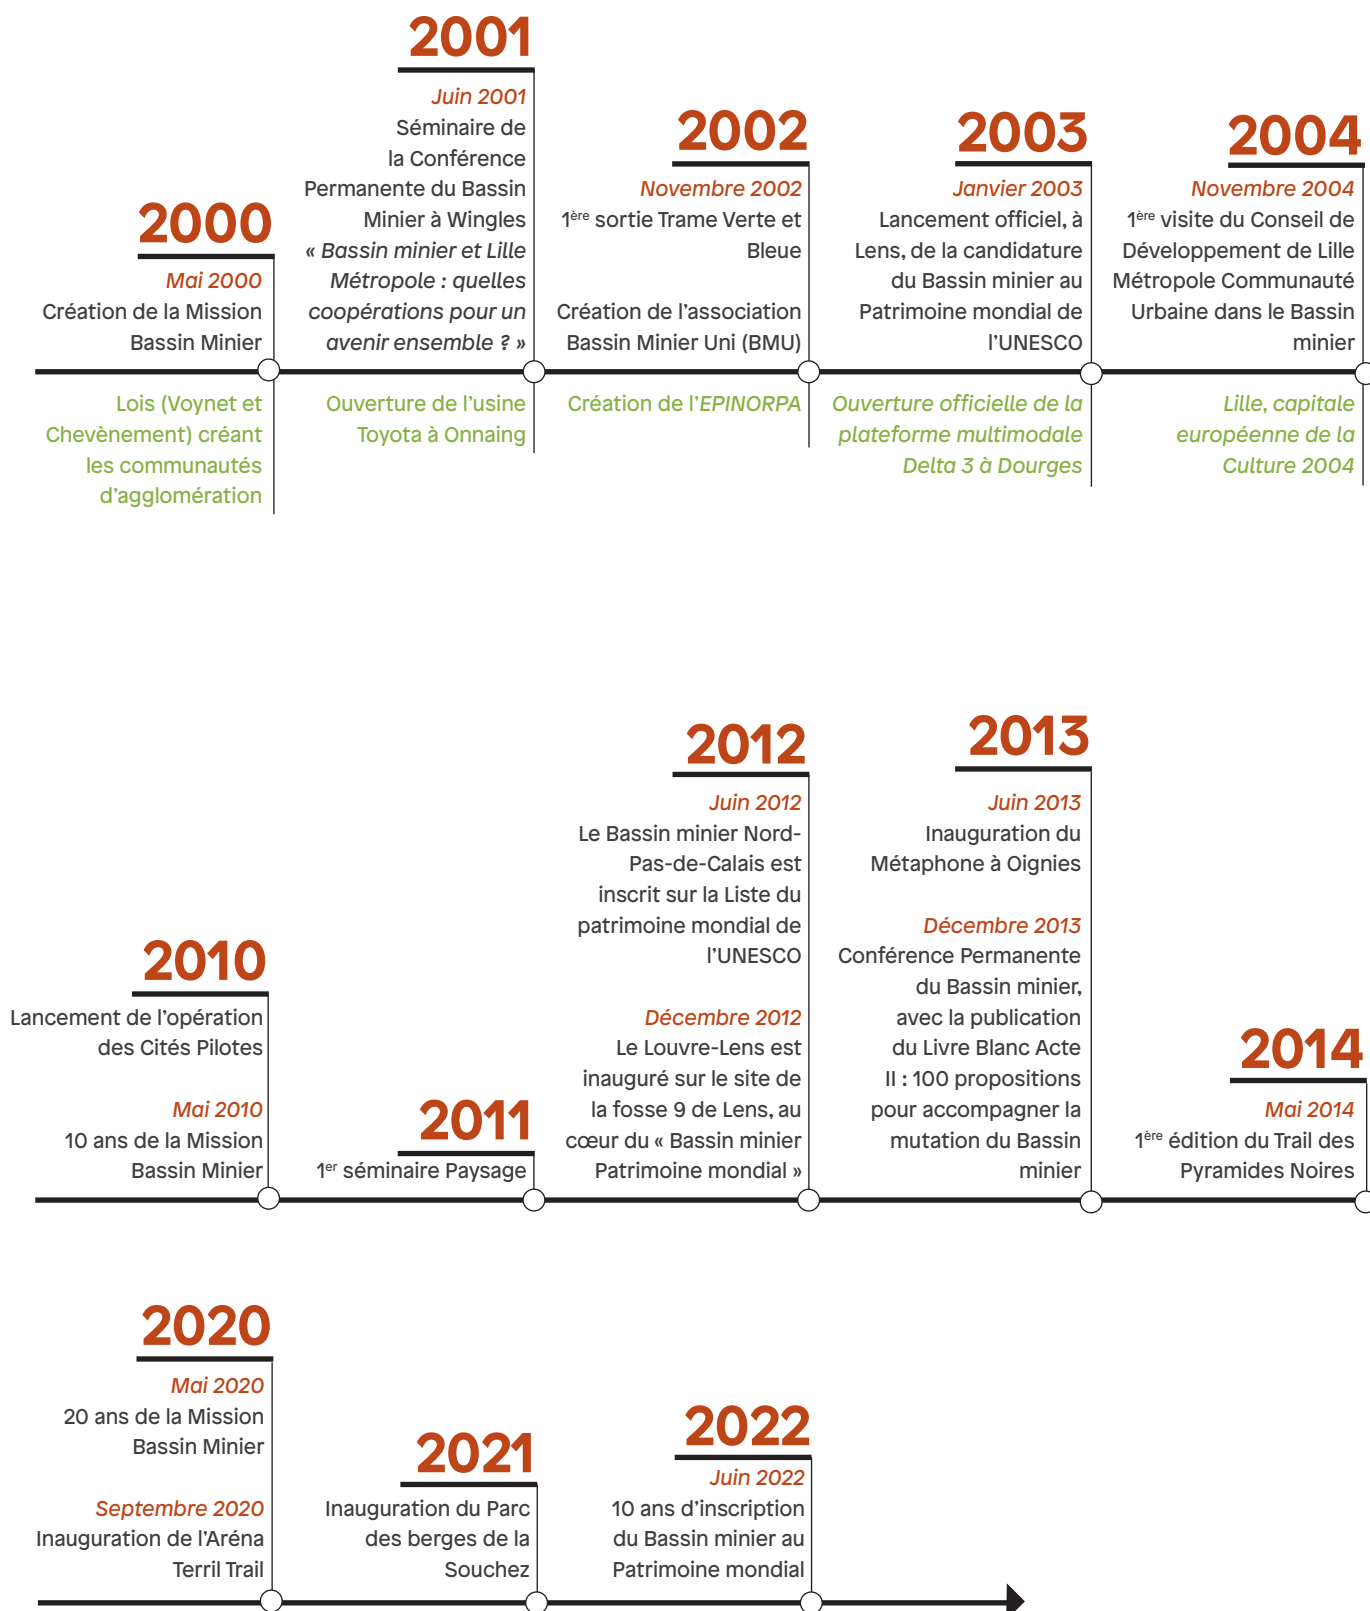 2000
Mai 2000
Création de la Mission
Bassin Minier
Lois (Voynet et
Chevènement) créant
les communautés
d’agglomération
2001
Juin 2001
Séminaire de
la Conférence
Permanente du Bassin
Minier à Wingles
« Bassin minier et Lille
Métropole : quelles
coopérations pour un
avenir ensemble ? »
Ouverture de l’usine
Toyota à Onnaing
2002
Novembre 2002
1ère sortie Trame Verte et
Bleue
Création de l’association
Bassin Minier Uni (BMU)
Création de l’EPINORPA
2003
Janvier 2003
Lancement officiel, à
Lens, de la candidature
du Bassin minier au
Patrimoine mondial de
l’UNESCO
Ouverture officielle de la
plateforme multimodale
Delta 3 à Dourges
2004
Novembre 2004
1ère visite du Conseil de
Développement de Lille
Métropole Communauté
Urbaine dans le Bassin
minier
Lille, capitale
européenne de la
Culture 2004
2010
Lancement de l’opération
des Cités Pilotes
Mai 2010
10 ans de la Mission
Bassin Minier
2011
1er séminaire Paysage
2012
Juin 2012
Le Bassin minier Nord-
Pas-de-Calais est
inscrit sur la Liste du
patrimoine mondial de
l’UNESCO
Décembre 2012
Le Louvre-Lens est
inauguré sur le site de
la fosse 9 de Lens, au
cœur du « Bassin minier
Patrimoine mondial »
2013
Juin 2013
Inauguration du
Métaphone à Oignies
Décembre 2013
Conférence Permanente
du Bassin minier,
avec la publication
du Livre Blanc Acte
II : 100 propositions
pour accompagner la
mutation du Bassin
minier
2014
Mai 2014
1ère édition du Trail des
Pyramides Noires
2020
Mai 2020
20 ans de la Mission
Bassin Minier
Septembre 2020
Inauguration de l’Aréna
Terril Trail
2021
Inauguration du Parc
des berges de la
Souchez
2022
Juin 2022
10 ans d’inscription
du Bassin minier au
Patrimoine mondial